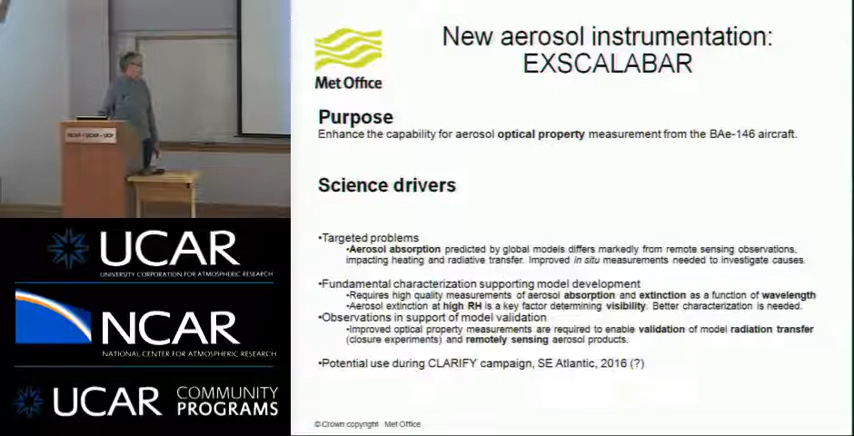 New aerosol instrumentation:
EXSCALABAR
Met Office
Purpose
Enhance the capability for aerosol optical property measurement from the BAe-146 aircraft.
Science drivers
•Targeted problems
•Aerosol absorption predicted by global models differs markedly from remote sensing observations,
impacting heating and radiative transfer. Improved in situ measurements needed to investigate causes.
•Fundamental characterization supporting model development
•Requires high quality measurements of aerosol absorption and extinction as a function of wavelength
•Aerosol extinction at high RH is a key factor determining visibility. Better characterization is needed.
•Observations in support of model validation
•Improved optical property measurements are required to enable validation of model radiation transfer
(closure experiments) and remotely sensing aerosol products.
•Potential use during CLARIFY campaign, SE Atlantic, 2016 (?)
©Crown copyright Met Office
NCAR • UCAR • UCP
UCAR
UNIVERSITY CORPORATION FOR ATMOSPHERIC RESEARCH
NCAR
NATIONAL CENTER FOR ATMOSPHERIC RESEARCH
UCAR COMMUNITY
PROGRAMS